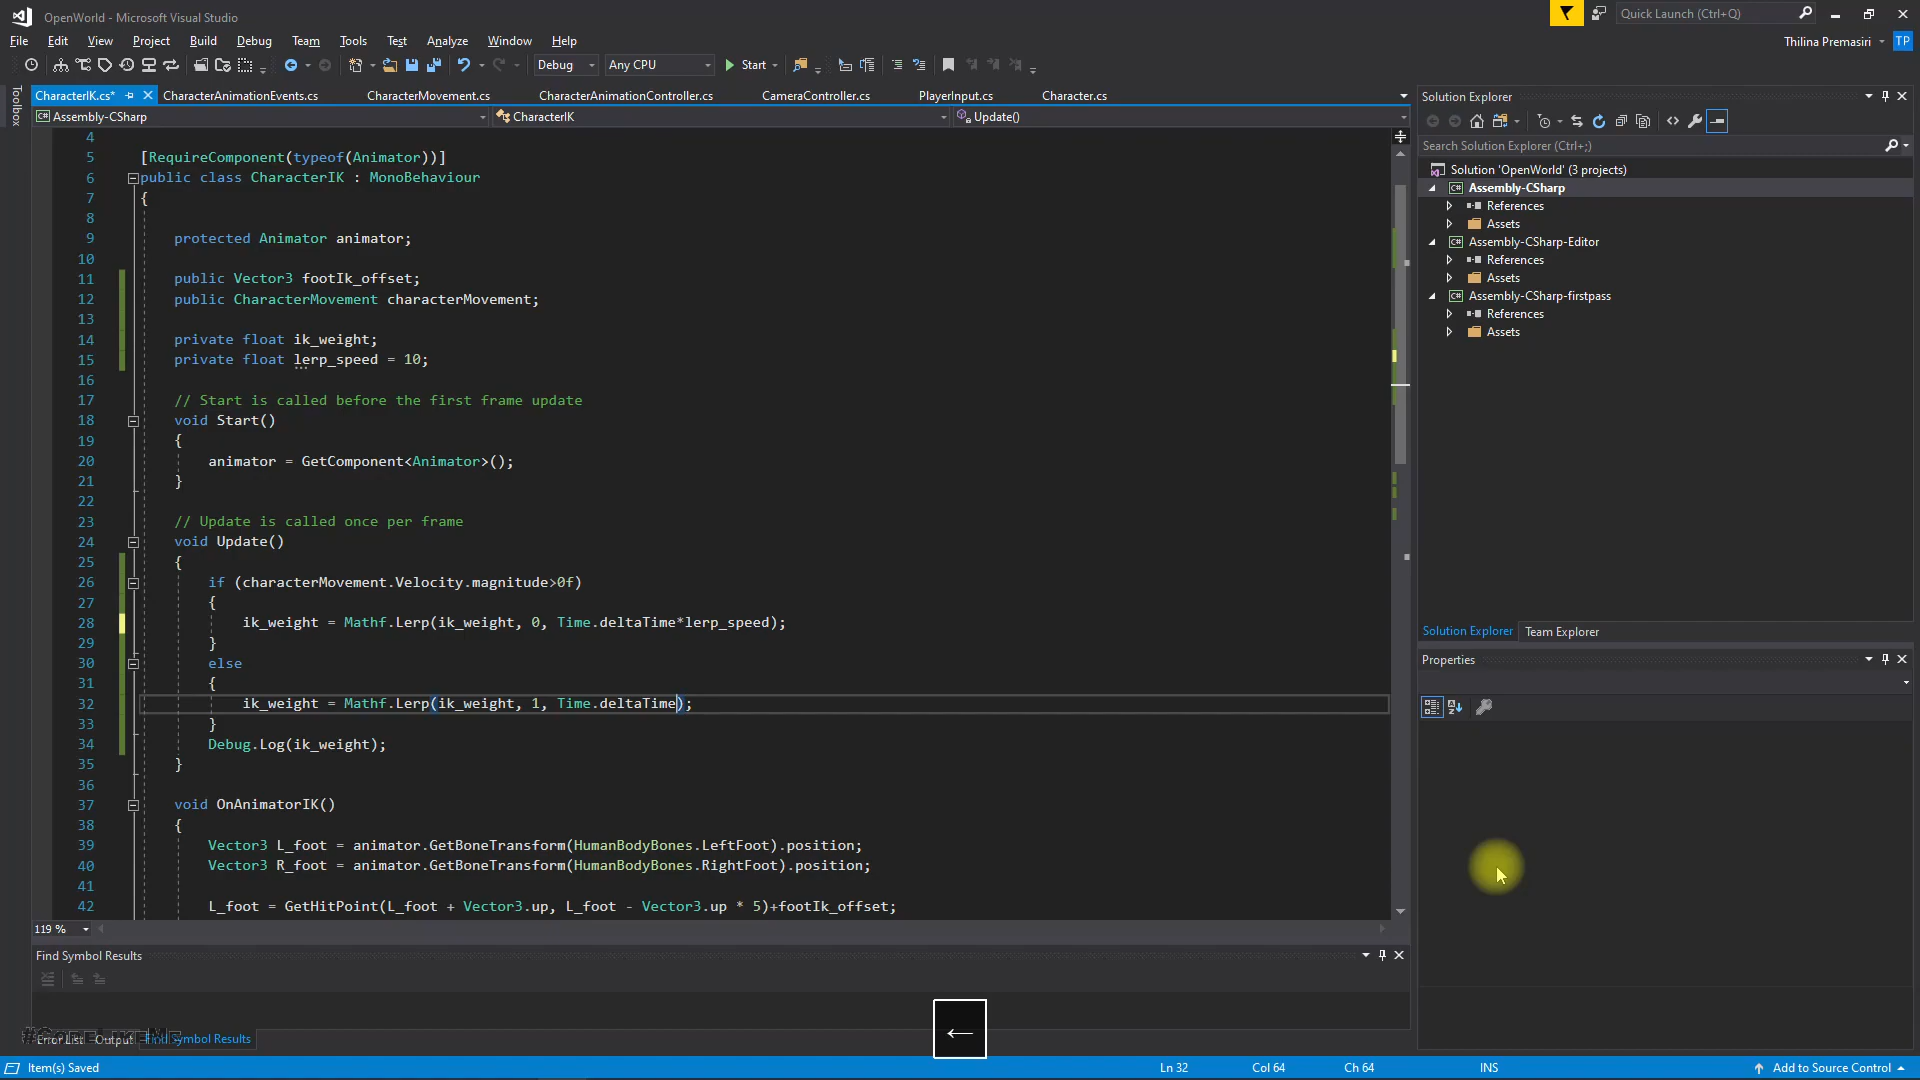 OpenWorld - Microsoft Visual Studio
Quick Launch (Ctrl+Q)
File Edit View Project Build Debug Team Tools Test Analyze Window Help
Thilina Premasiri TP
Debug Any CPU Start
Toolbox
CharacterIK.cs* CharacterAnimationEvents.cs CharacterMovement.cs CharacterAnimationController.cs CameraController.cs PlayerInput.cs Character.cs
Assembly-CSharp CharacterIK Update()
4
5 [RequireComponent(typeof(Animator))]
6 public class CharacterIK : MonoBehaviour
7 {
8
9 protected Animator animator;
10
11 public Vector3 footIk_offset;
12 public CharacterMovement characterMovement;
13
14 private float ik_weight;
15 private float lerp_speed = 10;
16
17 // Start is called before the first frame update
18 void Start()
19 {
20 animator = GetComponent<Animator>();
21 }
22
23 // Update is called once per frame
24 void Update()
25 {
26 if (characterMovement.Velocity.magnitude>0f)
27 {
28 ik_weight = Mathf.Lerp(ik_weight, 0, Time.deltaTime*lerp_speed);
29 }
30 else
31 {
32 ik_weight = Mathf.Lerp(ik_weight, 1, Time.deltaTime);
33 }
34 Debug.Log(ik_weight);
35 }
36
37 void OnAnimatorIK()
38 {
39 Vector3 L_foot = animator.GetBoneTransform(HumanBodyBones.LeftFoot).position;
40 Vector3 R_foot = animator.GetBoneTransform(HumanBodyBones.RightFoot).position;
41
42 L_foot = GetHitPoint(L_foot + Vector3.up, L_foot - Vector3.up * 5)+footIk_offset;
119 %
Find Symbol Results
Error List Output Find Symbol Results
Solution Explorer
Search Solution Explorer (Ctrl+;)
Solution 'OpenWorld' (3 projects)
Assembly-CSharp
References
Assets
Assembly-CSharp-Editor
References
Assets
Assembly-CSharp-firstpass
References
Assets
Solution Explorer Team Explorer
Properties
←
Item(s) Saved Ln 32 Col 64 Ch 64 INS Add to Source Control